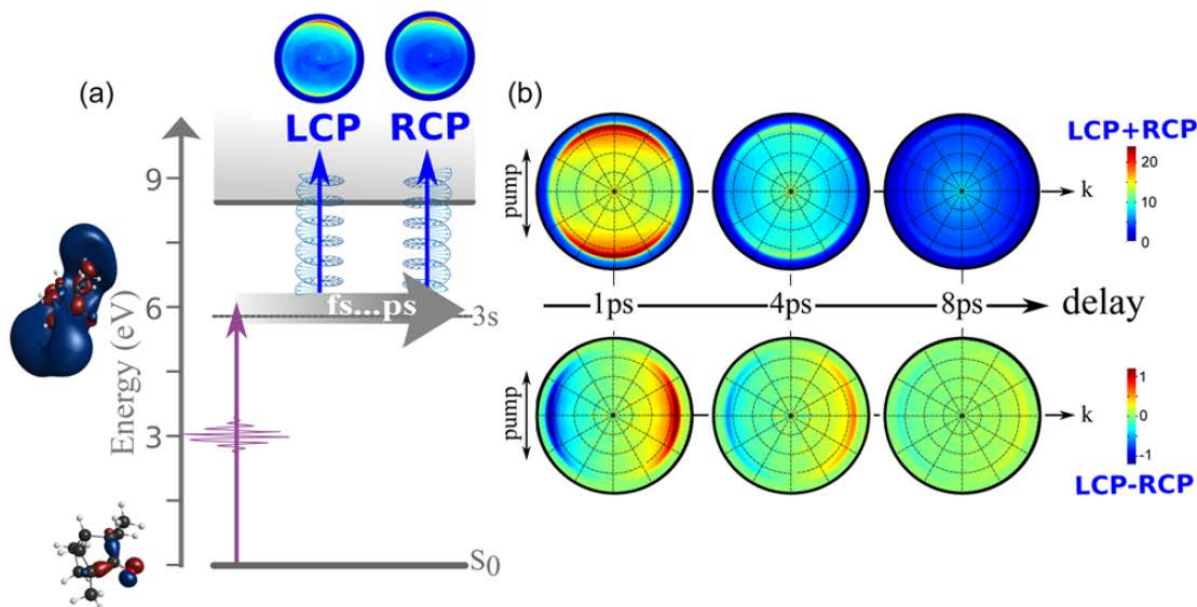 (a)
LCP RCP
Energy (eV)
9
6
3
fs...ps
3s
S0
(b)
LCP+RCP
pump
k
20
10
0
1ps 4ps 8ps delay
pump
k
1
0
-1
LCP-RCP